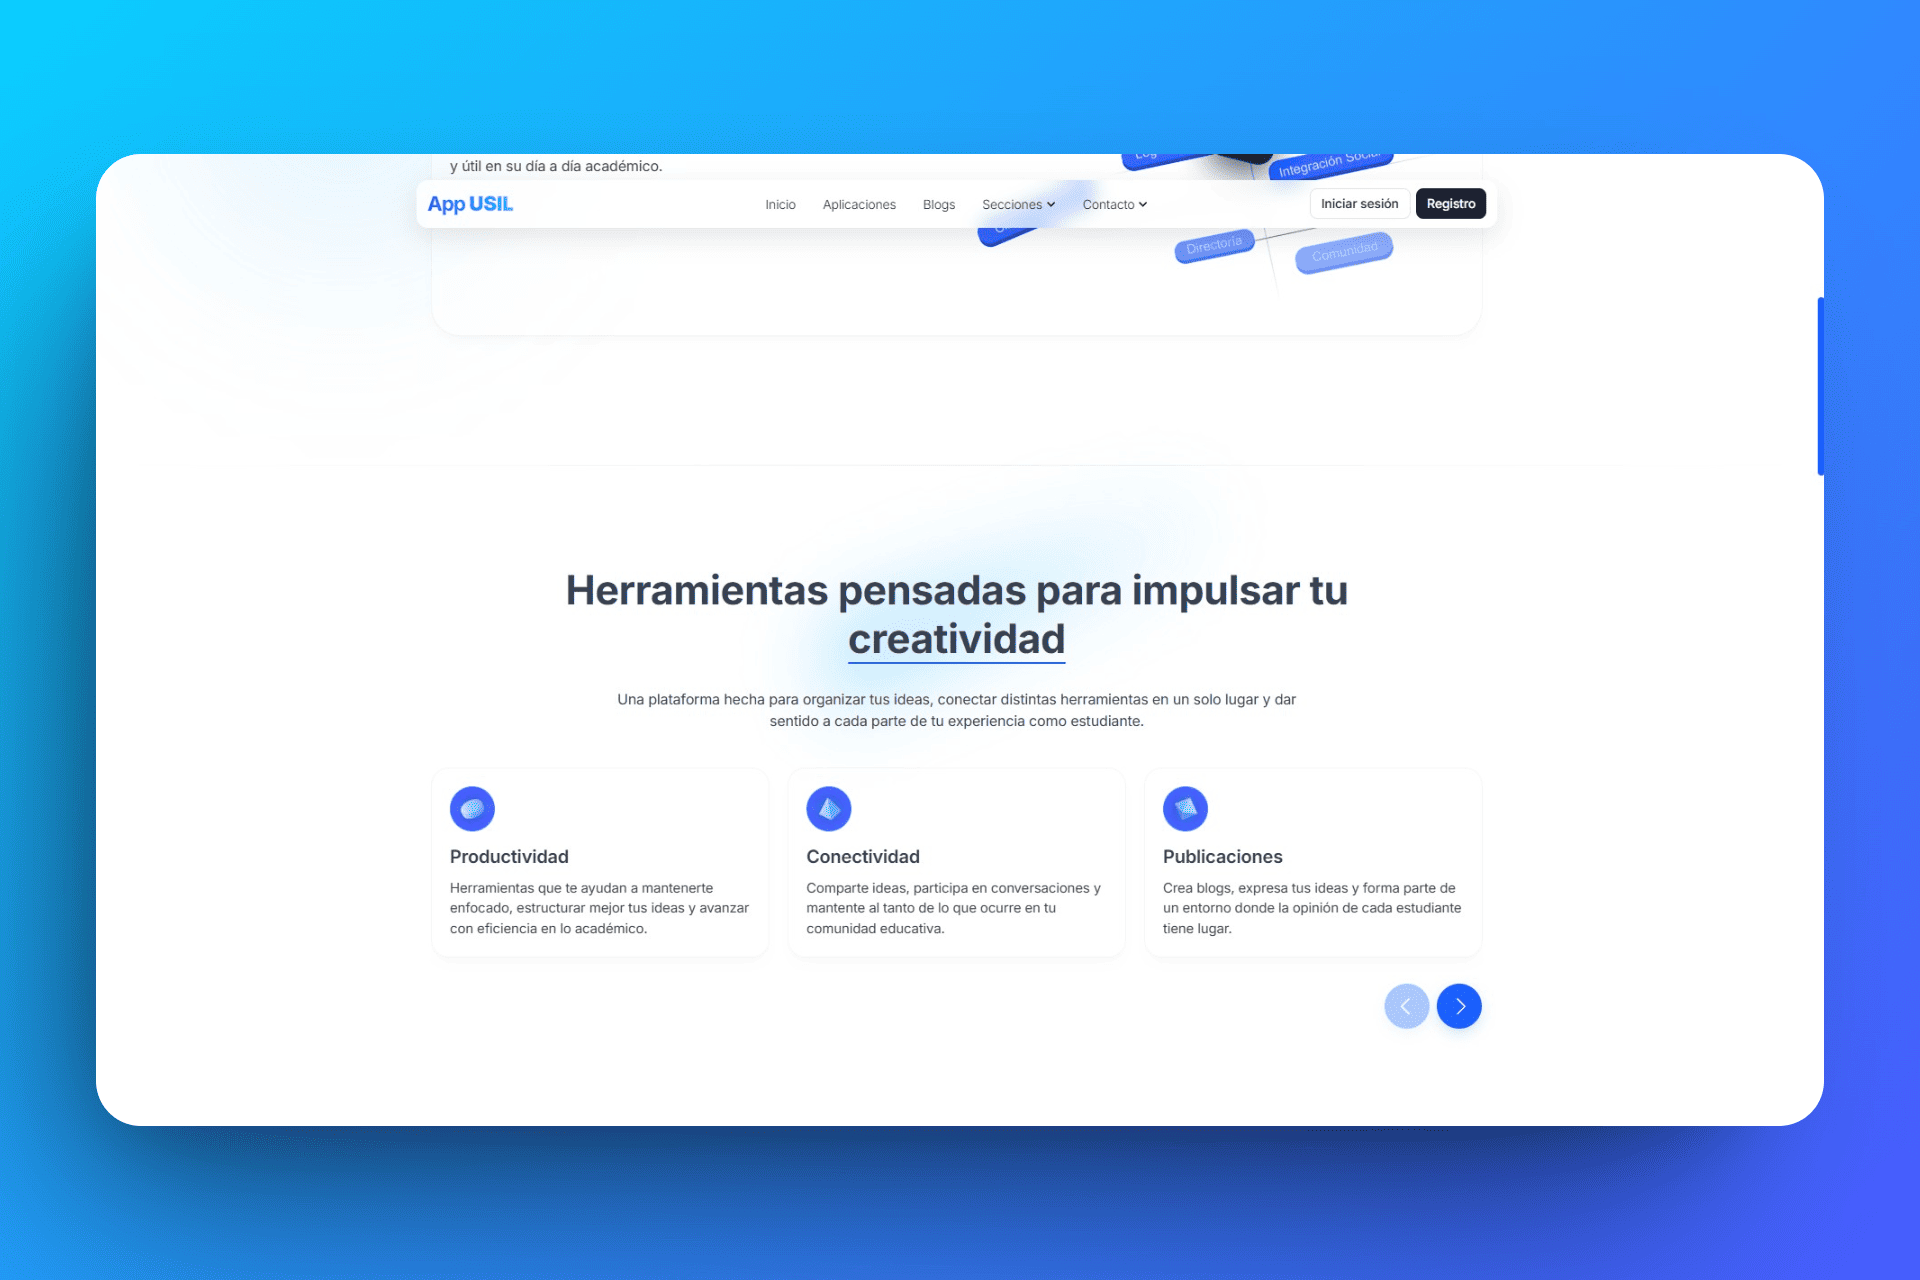 y útil en su día a día académico.
Integración Social
App USIL
Inicio
Aplicaciones
Blogs
Secciones
Contacto
Iniciar sesión
Registro
Directoria
Comunidad
Herramientas pensadas para impulsar tu
creatividad
Una plataforma hecha para organizar tus ideas, conectar distintas herramientas en un solo lugar y dar
sentido a cada parte de tu experiencia como estudiante.
Productividad
Herramientas que te ayudan a mantenerte
enfocado, estructurar mejor tus ideas y avanzar
con eficiencia en lo académico.
Conectividad
Comparte ideas, participa en conversaciones y
mantente al tanto de lo que ocurre en tu
comunidad educativa.
Publicaciones
Crea blogs, expresa tus ideas y forma parte de
un entorno donde la opinión de cada estudiante
tiene lugar.